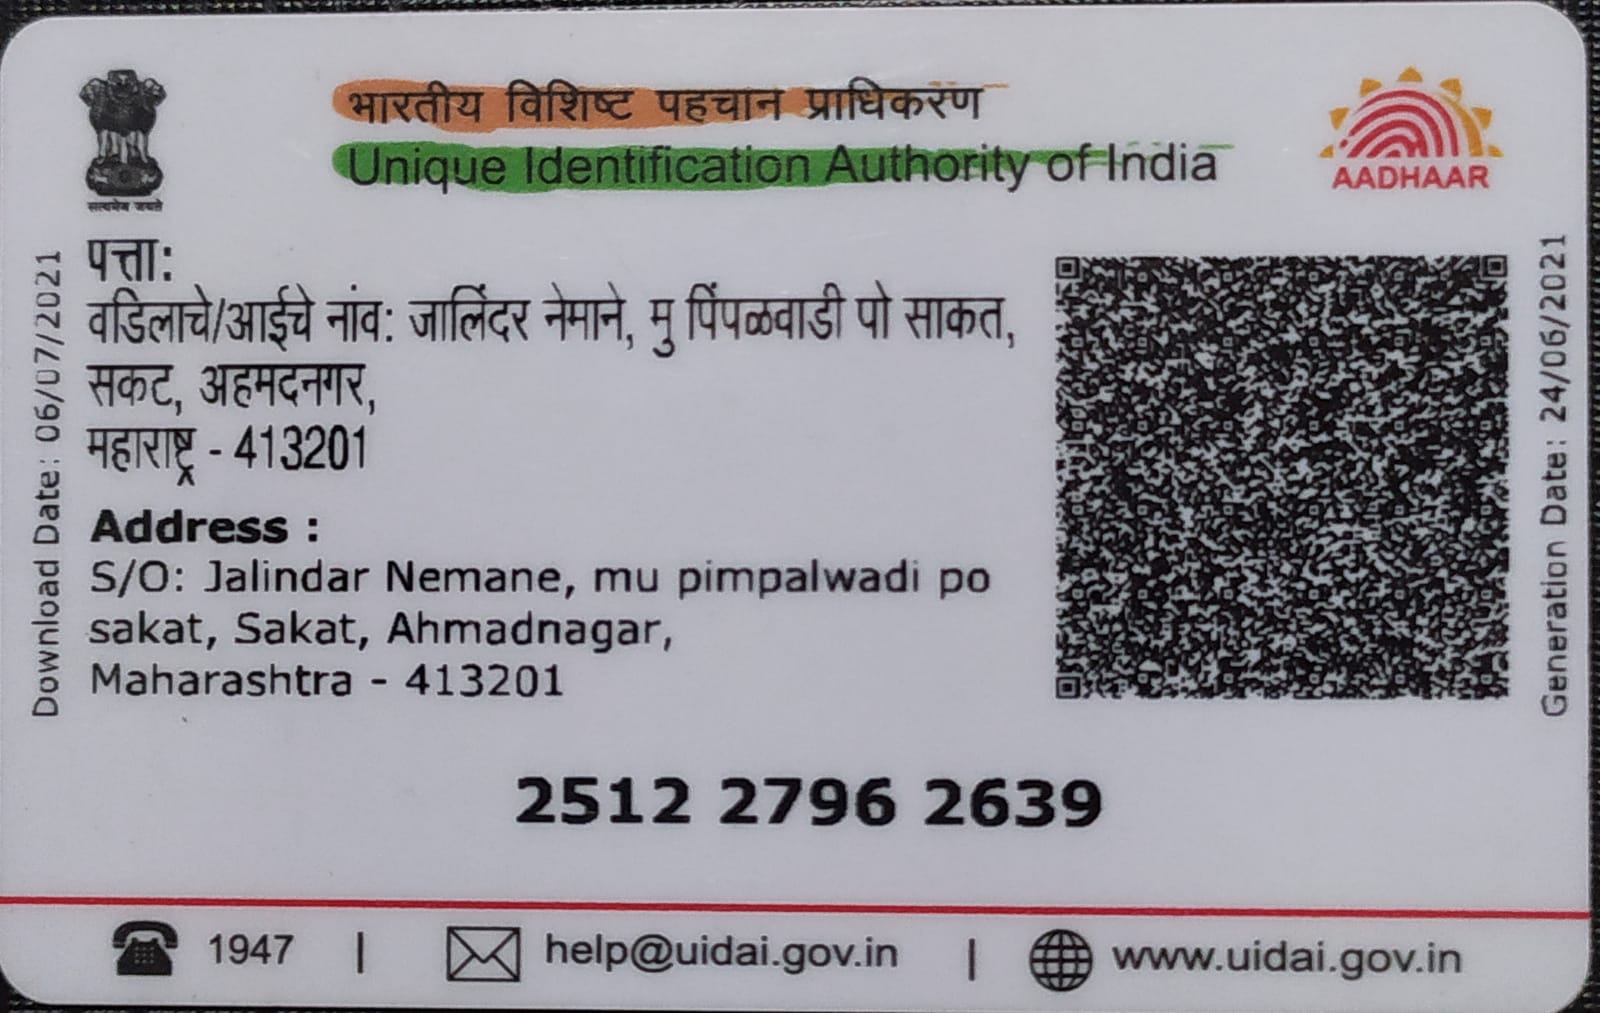 भारतीय विशिष्ट पहचान प्राधिकरण
Unique Identification Authority of India
AADHAAR
सत्यमेव जयते
पत्ता:
वडिलाचे/आईचे नांव: जालिंदर नेमाने, मु पिंपळवाडी पो साकत,
सकट, अहमदनगर,
महाराष्ट्र - 413201
Address :
S/O: Jalindar Nemane, mu pimpalwadi po
sakat, Sakat, Ahmadnagar,
Maharashtra - 413201
Download Date: 06/07/2021
Generation Date: 24/06/2021
2512 2796 2639
1947 | help@uidai.gov.in | www.uidai.gov.in